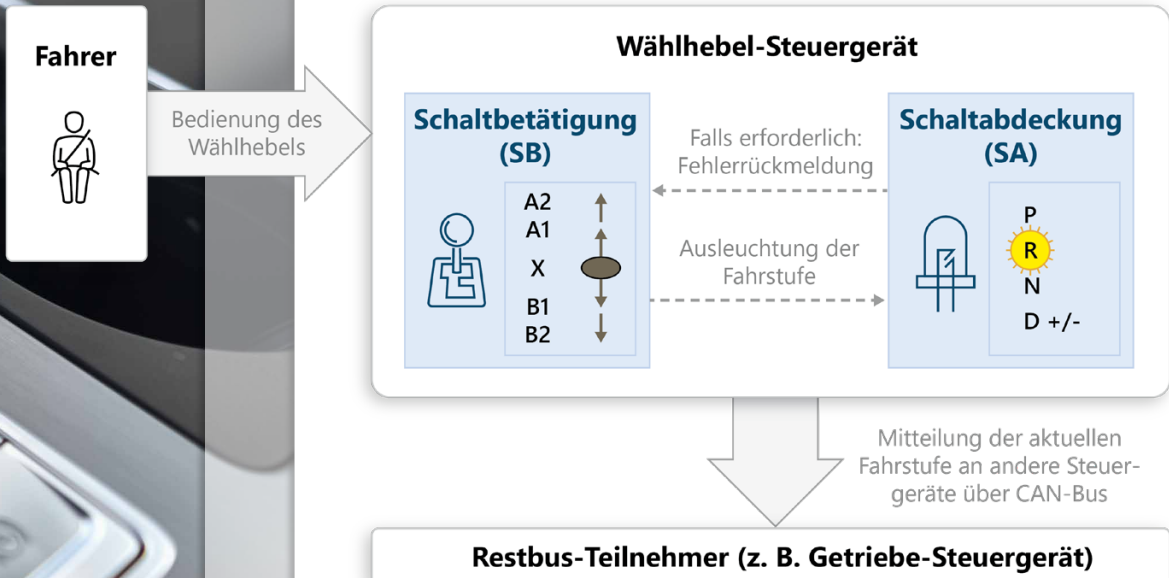 Fahrer
Bedienung des
Wählhebels
Wählhebel-Steuergerät
Schaltbetätigung
(SB)
A2
A1
X
B1
B2
Falls erforderlich:
Fehlerrückmeldung
Ausleuchtung der
Fahrstufe
Schaltabdeckung
(SA)
P
R
N
D +/-
Mitteilung der aktuellen
Fahrstufe an andere Steuer-
geräte über CAN-Bus
Restbus-Teilnehmer (z. B. Getriebe-Steuergerät)